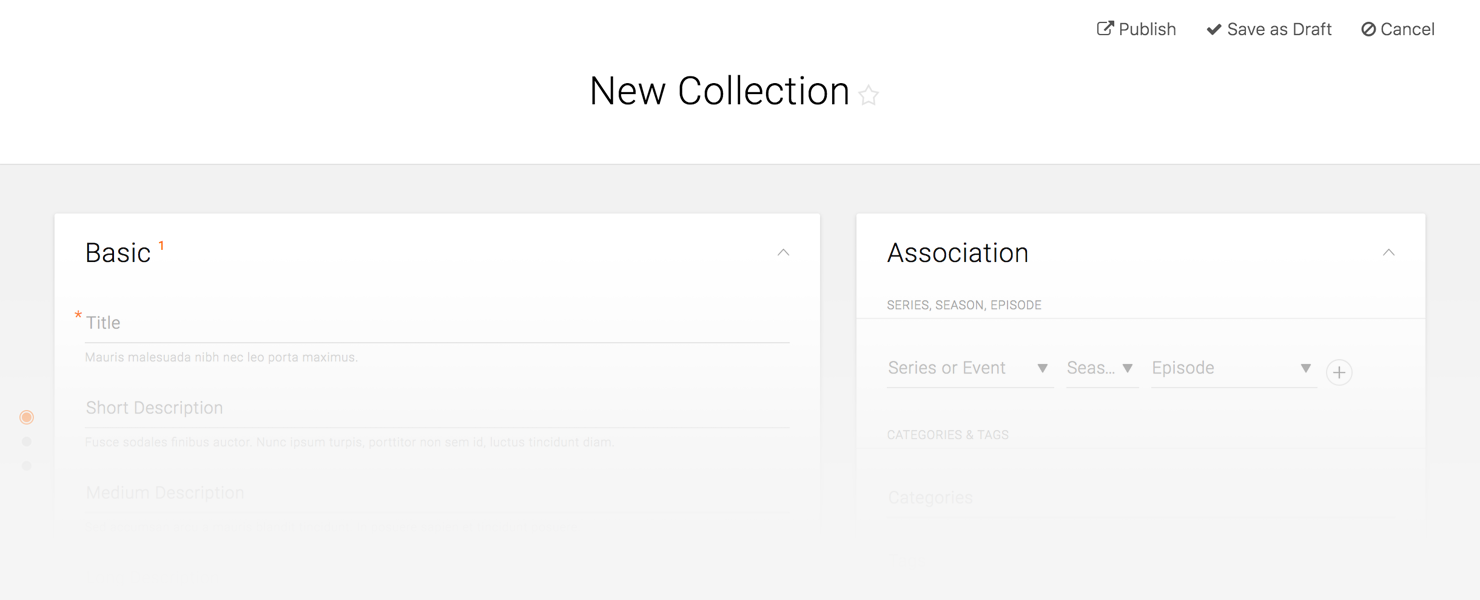 Publish Save as Draft Cancel
New Collection
Basic 1
* Title
Mauris malesuada nibh nec leo porta maximus.
Short Description
Fusce sodales finibus auctor. Nunc ipsum turpis, porttitor non sem id, luctus tincidunt diam.
Medium Description
Association
SERIES, SEASON, EPISODE
Series or Event Seas... Episode
CATEGORIES & TAGS
Categories